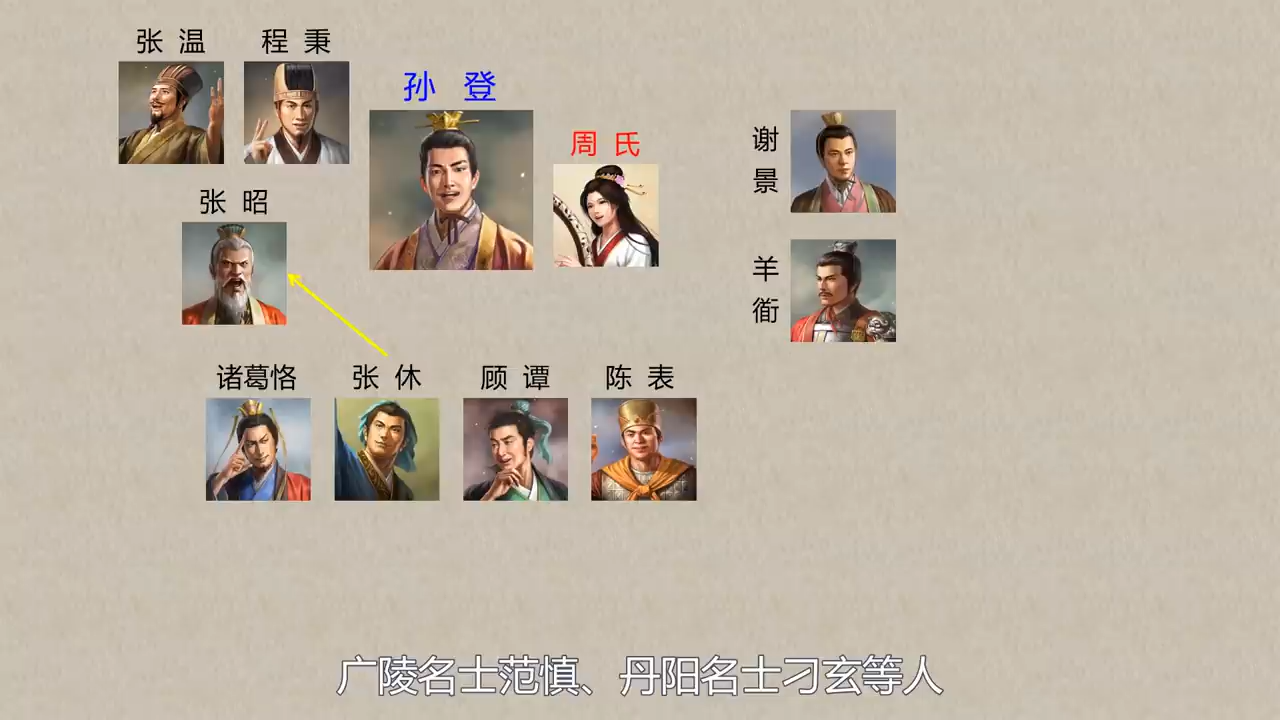 张温
程秉
孙登
周氏
谢景
张昭
羊衜
诸葛恪
张休
顾谭
陈表
广陵名士范慎、丹阳名士刁玄等人